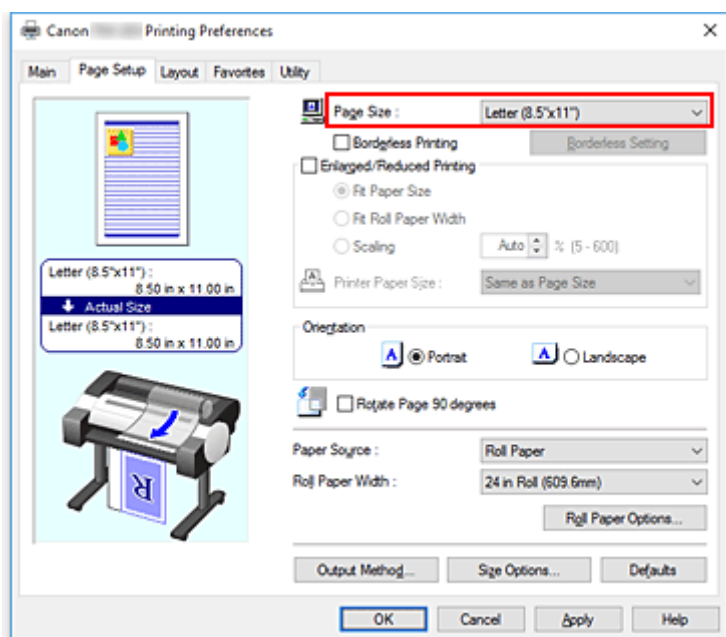 Canon Printing Preferences
Main Page Setup Layout Favorites Utility
Page Size : Letter (8.5"x11")
Borderless Printing Borderless Setting
Enlarged/Reduced Printing
Fit Paper Size
Fit Roll Paper Width
Scaling Auto % (5 - 600)
Printer Paper Size : Same as Page Size
Letter (8.5"x11") :
8.50 in x 11.00 in
Actual Size
Letter (8.5"x11") :
8.50 in x 11.00 in
Orientation
A Portrait A Landscape
Rotate Page 90 degrees
Paper Source : Roll Paper
Roll Paper Width : 24 in Roll (609.6mm)
Roll Paper Options...
R
Output Method... Size Options... Defaults
OK Cancel Apply Help